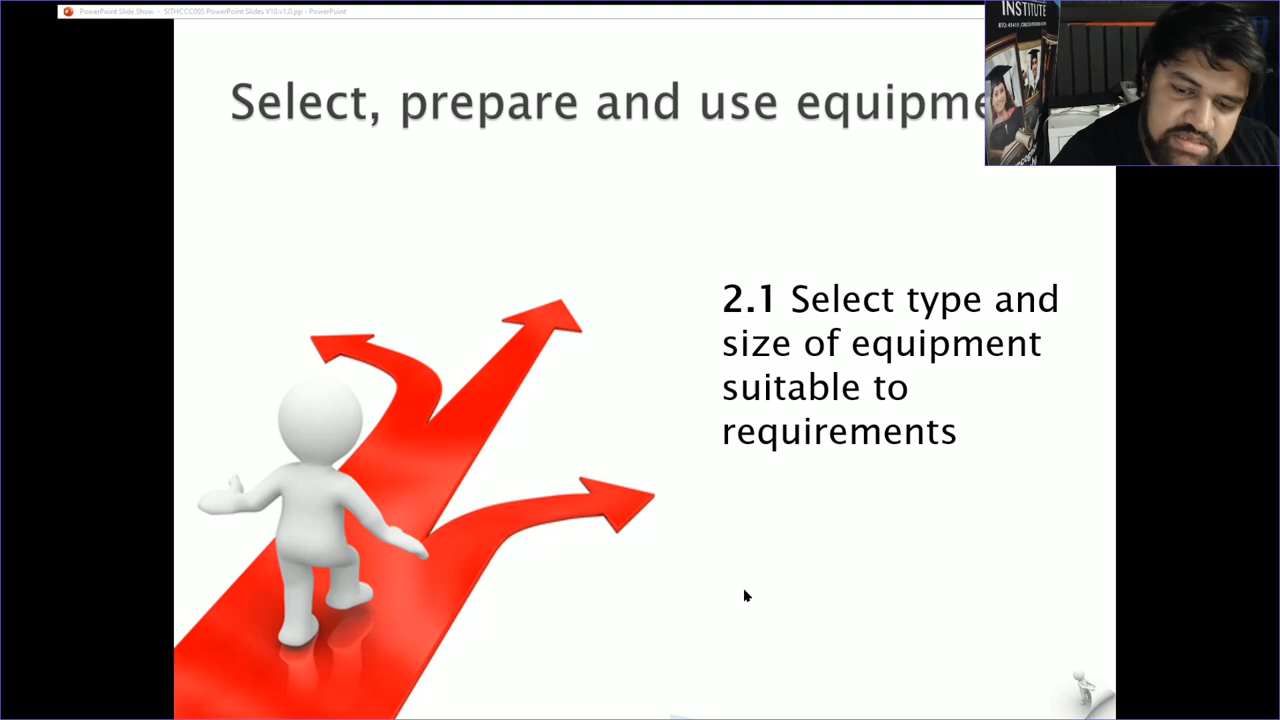 PowerPoint Slide Show - SITHCCC005 PowerPoint Slides V10.v1.0.pp - PowerPoint
INSTITUTE
Select, prepare and use equipme
2.1 Select type and
size of equipment
suitable to
requirements